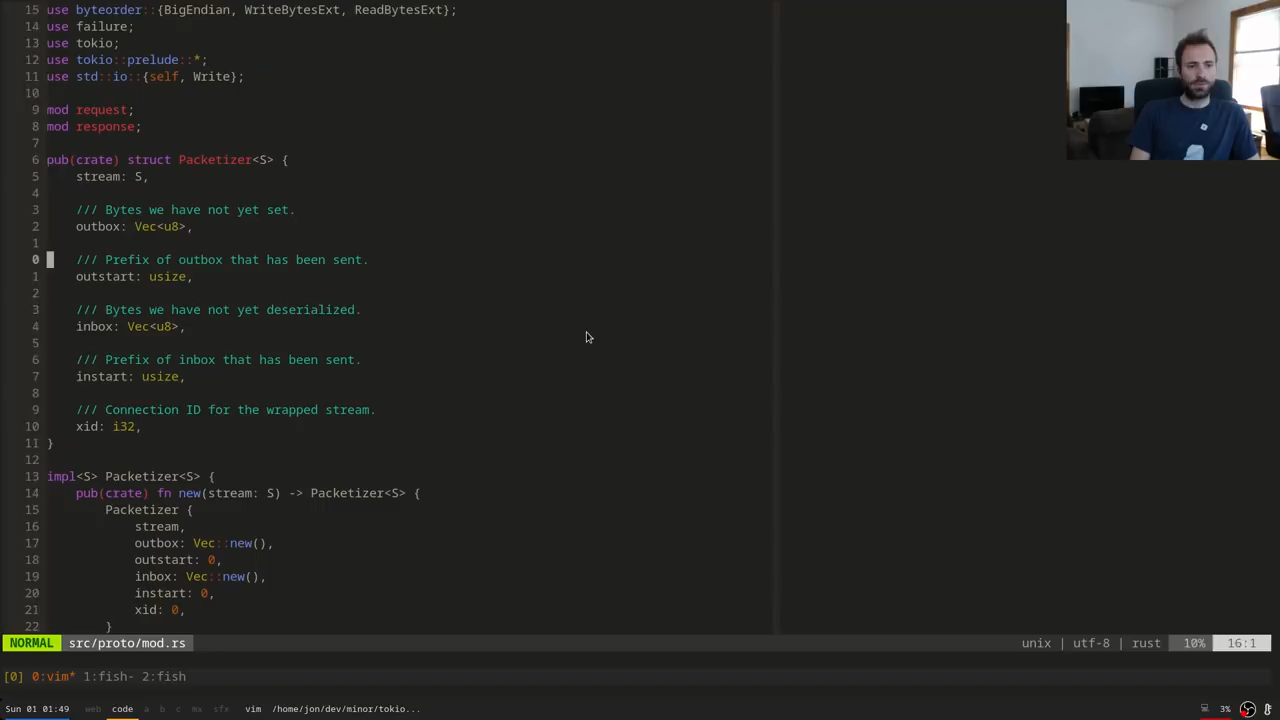 15 use byteorder::{BigEndian, WriteBytesExt, ReadBytesExt};
14 use failure;
13 use tokio;
12 use tokio::prelude::*;
11 use std::io::{self, Write};
10
9 mod request;
8 mod response;
7
6 pub(crate) struct Packetizer<S> {
5     stream: S,
4
3     /// Bytes we have not yet set.
2     outbox: Vec<u8>,
1
0     /// Prefix of outbox that has been sent.
1     outstart: usize,
2
3     /// Bytes we have not yet deserialized.
4     inbox: Vec<u8>,
5
6     /// Prefix of inbox that has been sent.
7     instart: usize,
8
9     /// Connection ID for the wrapped stream.
10     xid: i32,
11 }
12
13 impl<S> Packetizer<S> {
14     pub(crate) fn new(stream: S) -> Packetizer<S> {
15         Packetizer {
16             stream,
17             outbox: Vec::new(),
18             outstart: 0,
19             inbox: Vec::new(),
20             instart: 0,
21             xid: 0,
22         }
NORMAL src/proto/mod.rs unix | utf-8 | rust 10% 16:1
[0] 0:vim* 1:fish- 2:fish
Sun 01 01:49 web code a b c mx sfx vim /home/jon/dev/minor/tokio... 3%